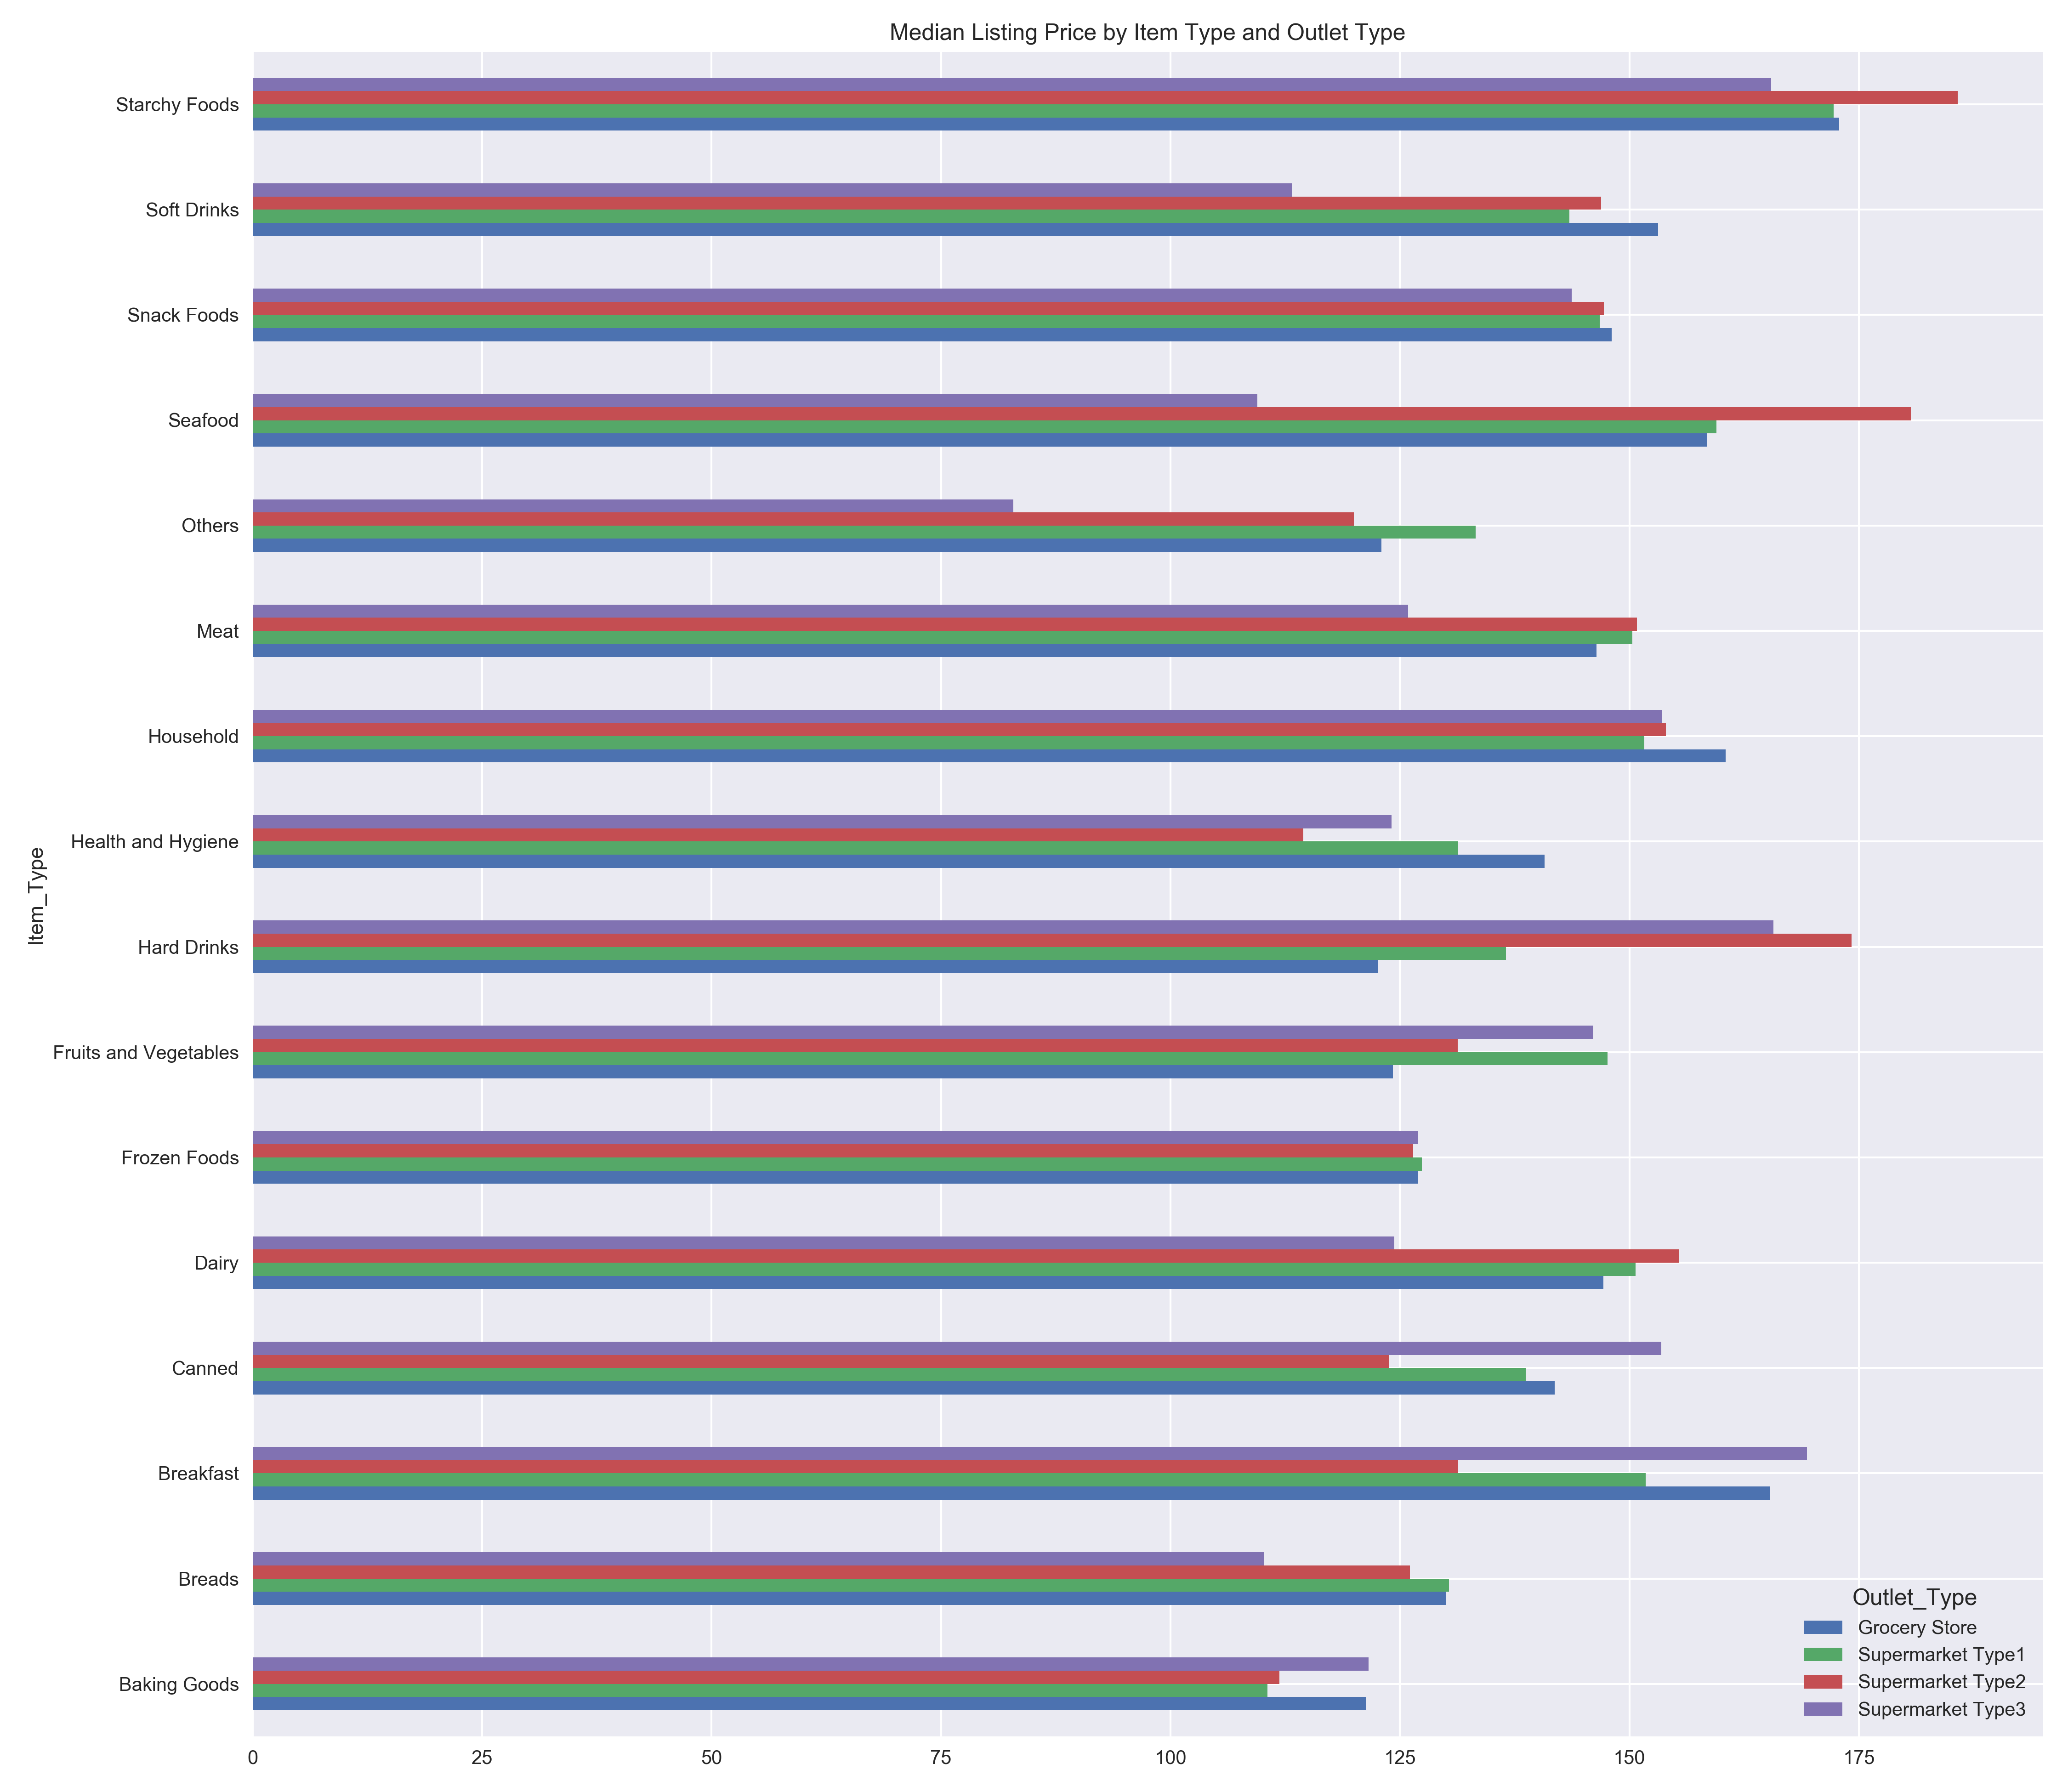 Median Listing Price by Item Type and Outlet Type
Item_Type
Starchy Foods
Soft Drinks
Snack Foods
Seafood
Others
Meat
Household
Health and Hygiene
Hard Drinks
Fruits and Vegetables
Frozen Foods
Dairy
Canned
Breakfast
Breads
Baking Goods
0 25 50 75 100 125 150 175
Outlet_Type
Grocery Store
Supermarket Type1
Supermarket Type2
Supermarket Type3